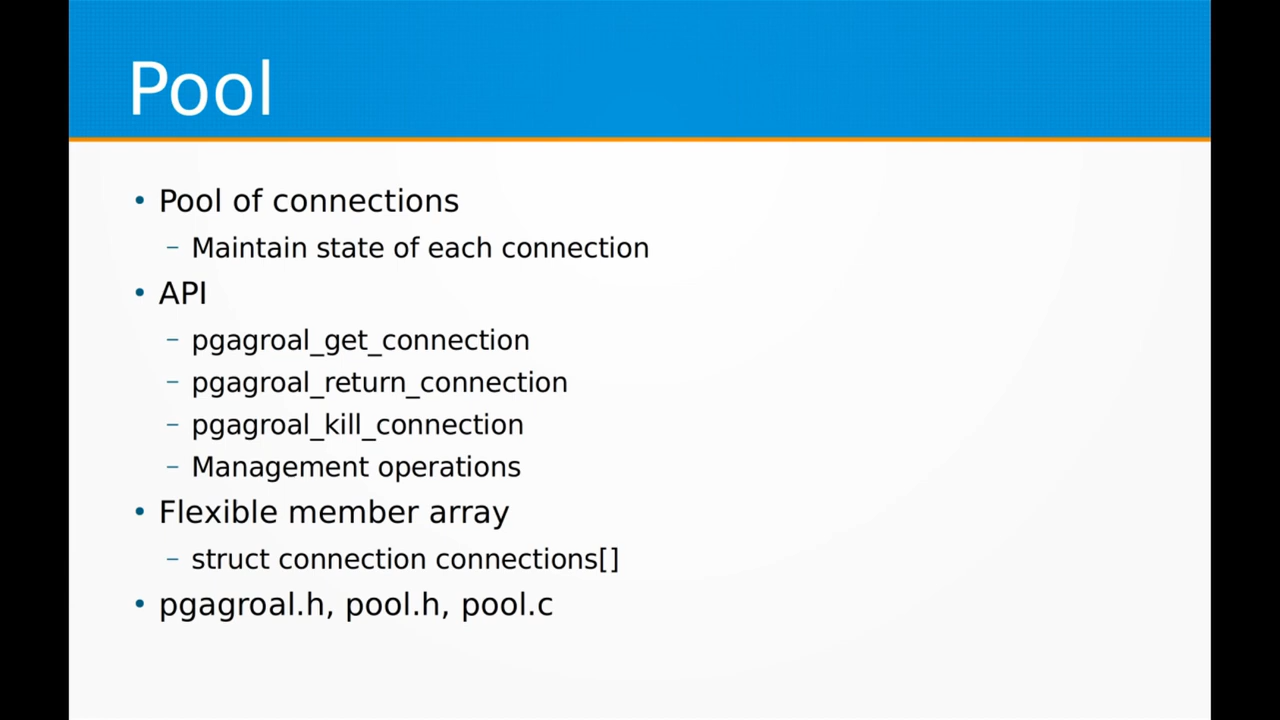 Pool
• Pool of connections
– Maintain state of each connection
• API
– pgagroal_get_connection
– pgagroal_return_connection
– pgagroal_kill_connection
– Management operations
• Flexible member array
– struct connection connections[]
• pgagroal.h, pool.h, pool.c